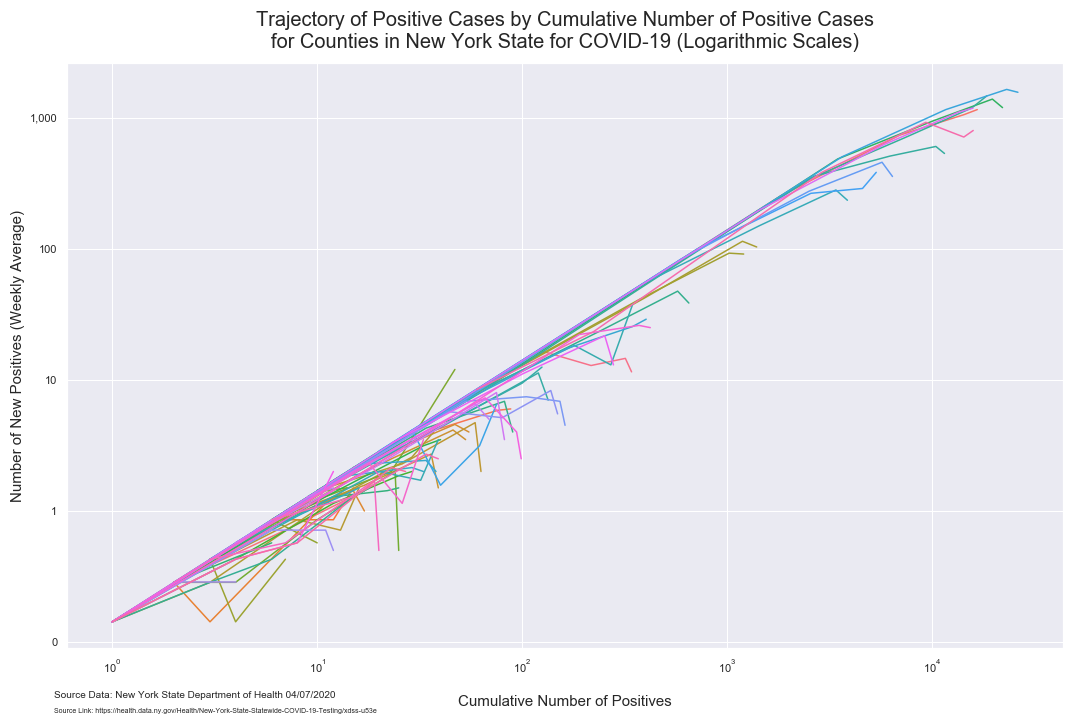 Trajectory of Positive Cases by Cumulative Number of Positive Cases
for Counties in New York State for COVID-19 (Logarithmic Scales)
Number of New Positives (Weekly Average)
1,000
100
10
1
0
10⁰
10¹
10²
10³
10⁴
Cumulative Number of Positives
Source Data: New York State Department of Health 04/07/2020
Source Link: https://health.data.ny.gov/Health/New-York-State-Statewide-COVID-19-Testing/xdss-u53e